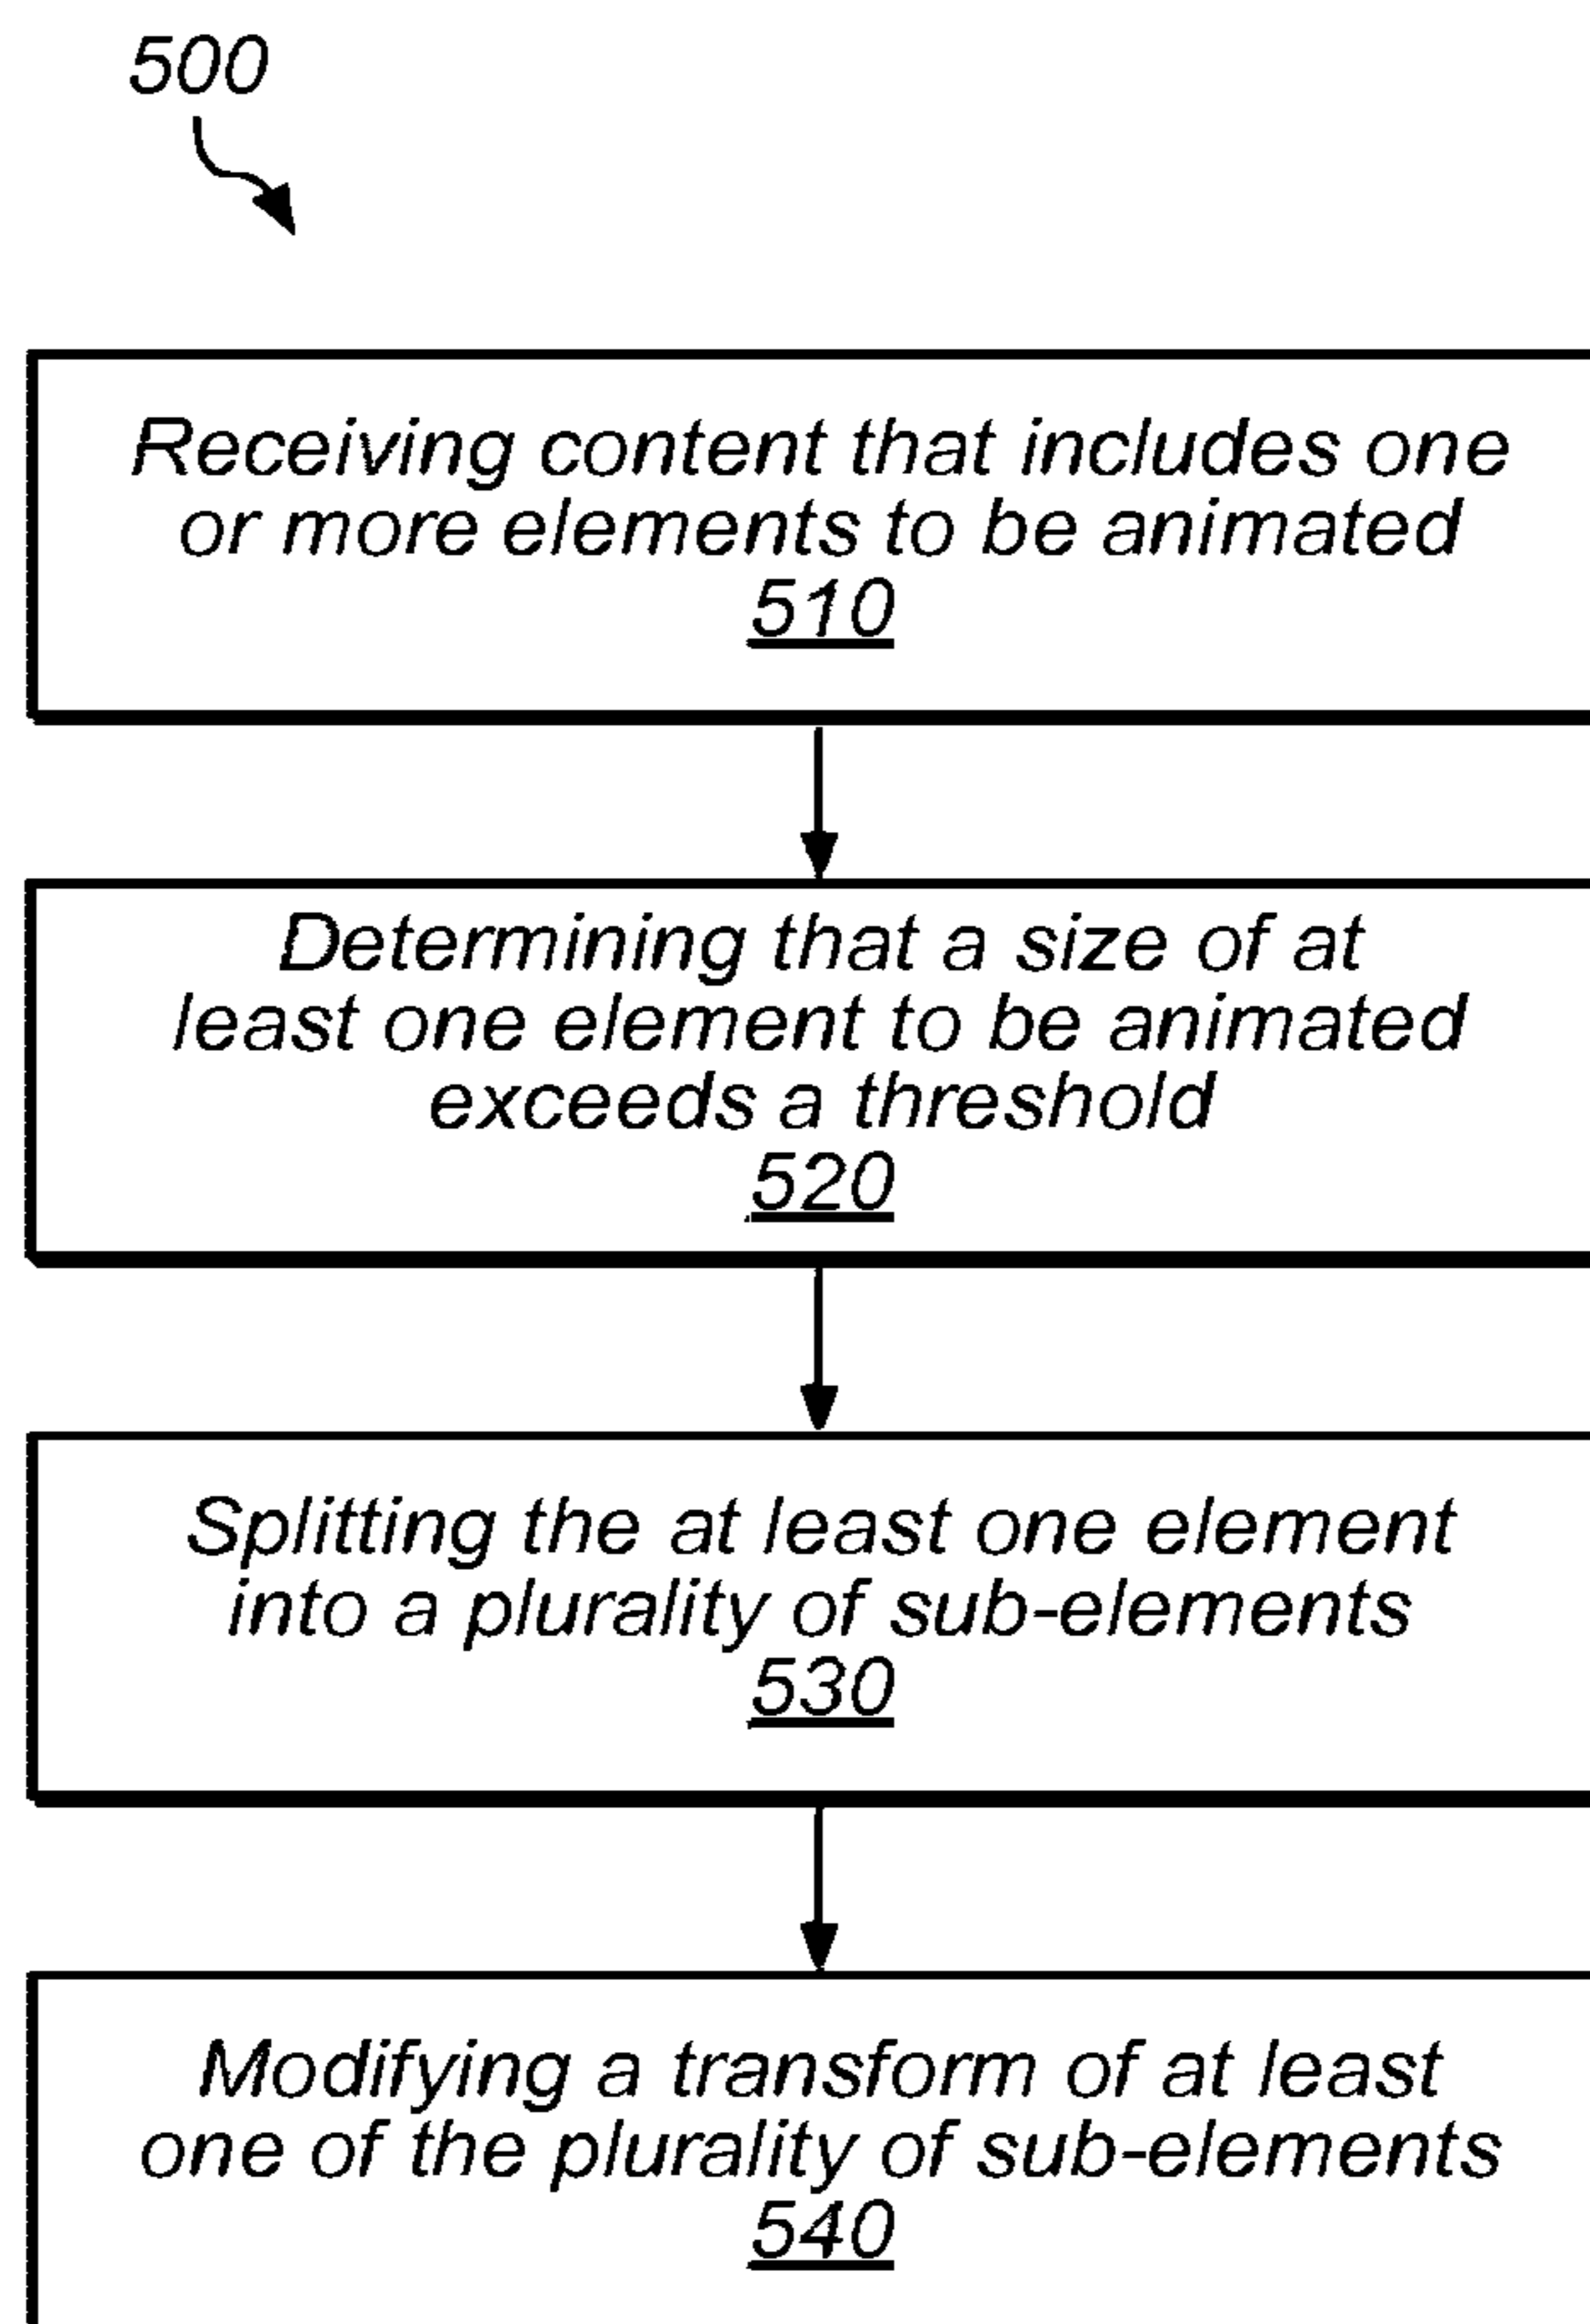 500
Receiving content that includes one
or more elements to be animated
510
Determining that a size of at
least one element to be animated
exceeds a threshold
520
Splitting the at least one element
into a plurality of sub-elements
530
Modifying a transform of at least
one of the plurality of sub-elements
540